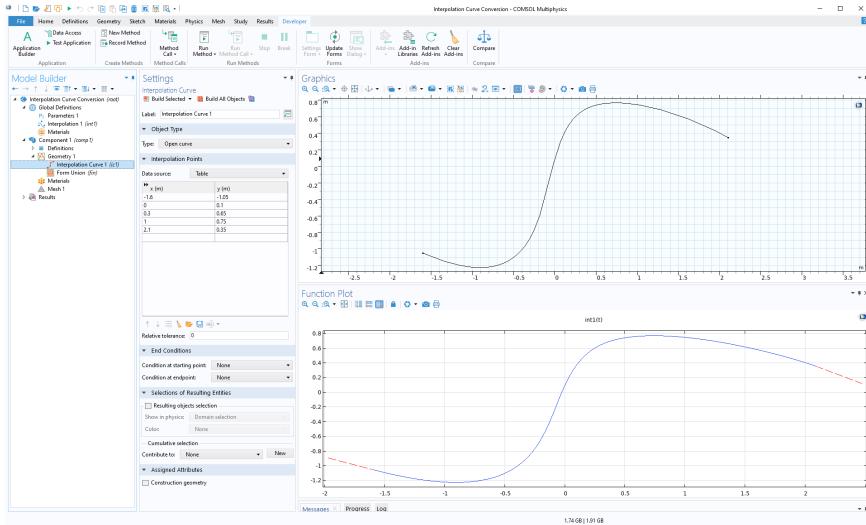 Interpolation Curve Conversion - COMSOL Multiphysics
File Home Definitions Geometry Sketch Materials Physics Mesh Study Results Developer
Application Builder
Data Access
Test Application
Application
New Method
Record Method
Create Methods
Method Call
Method Calls
Run Method
Run Method Call
Stop
Break
Run Methods
Settings Form
Update Forms
Show Dialog
Forms
Add-ins
Add-in Libraries
Refresh Add-ins
Clear Add-ins
Add-ins
Compare
Compare
Model Builder
Interpolation Curve Conversion (root)
Global Definitions
Parameters 1
Interpolation 1 (int1)
Materials
Component 1 (comp1)
Definitions
Geometry 1
Interpolation Curve 1 (ic1)
Form Union (fin)
Materials
Mesh 1
Results
Settings
Interpolation Curve
Build Selected Build All Objects
Label: Interpolation Curve 1
Object Type
Type: Open curve
Interpolation Points
Data source: Table
x (m) y (m)
-1.6 -1.05
0 0.1
0.3 0.65
1 0.75
2.1 0.35
Relative tolerance: 0
End Conditions
Condition at starting point: None
Condition at endpoint: None
Selections of Resulting Entities
Resulting objects selection
Show in physics: Domain selection
Color: None
Cumulative selection
Contribute to: None New
Assigned Attributes
Construction geometry
Graphics
m
0.8
0.6
0.4
0.2
0
-0.2
-0.4
-0.6
-0.8
-1
-1.2
-2.5 -2 -1.5 -1 -0.5 0 0.5 1 1.5 2 2.5 3 3.5
m
Function Plot
int1(t)
0.8
0.6
0.4
0.2
0
-0.2
-0.4
-0.6
-0.8
-1
-1.2
-2 -1.5 -1 -0.5 0 0.5 1 1.5 2
Messages Progress Log
1.74 GB | 1.91 GB